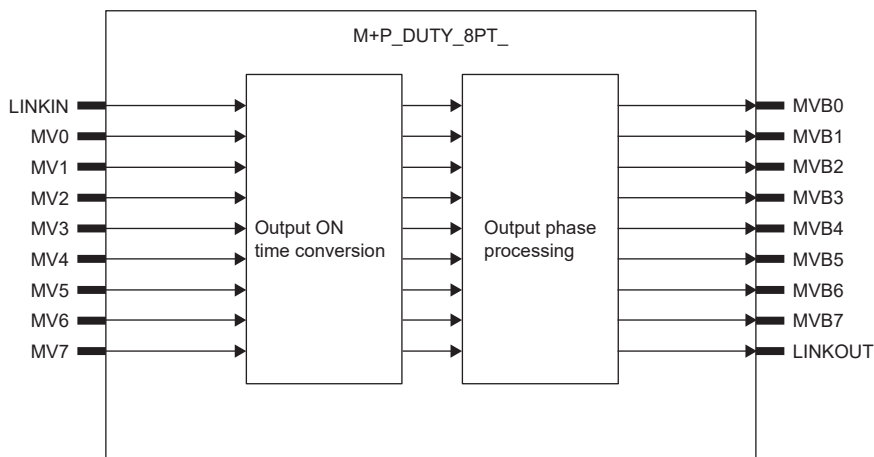 M+P_DUTY_8PT_
LINKIN
MV0
MV1
MV2
MV3
MV4
MV5
MV6
MV7
Output ON
time conversion
Output phase
processing
MVB0
MVB1
MVB2
MVB3
MVB4
MVB5
MVB6
MVB7
LINKOUT